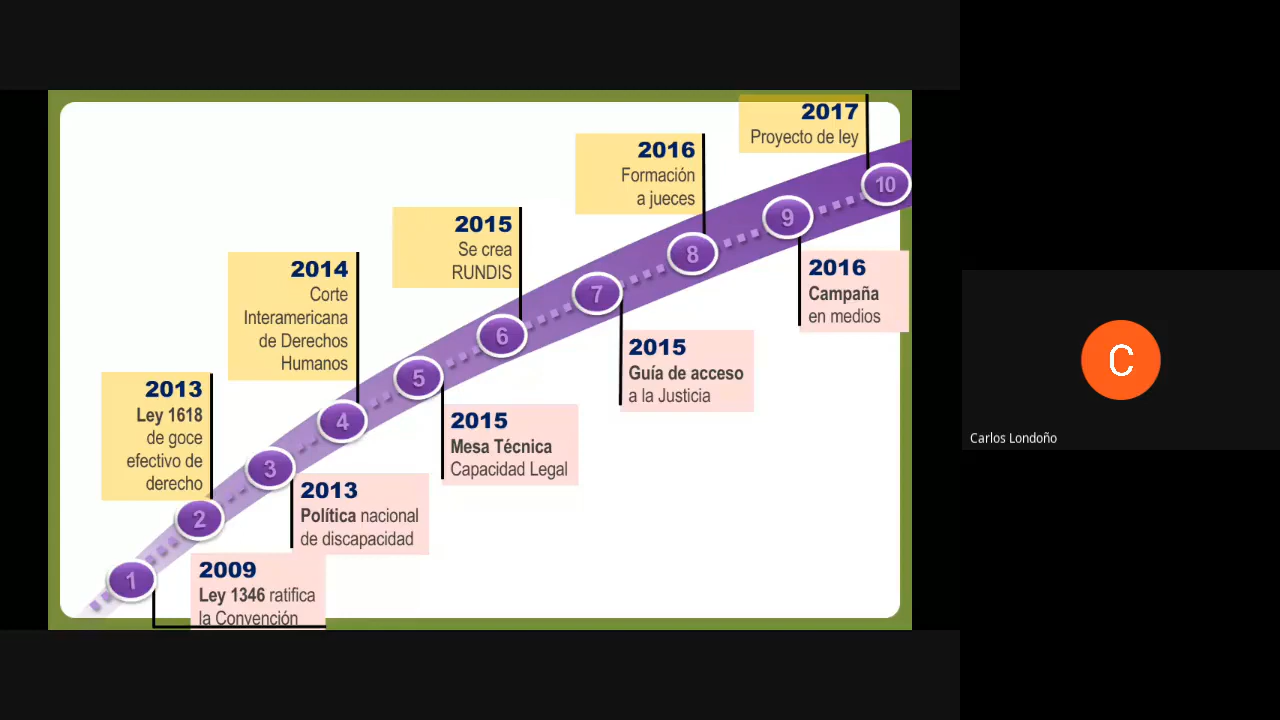 2017
Proyecto de ley
10
2016
Formación
a jueces
9
8
2016
Campaña
en medios
2015
Se crea
RUNDIS
7
6
2015
Guía de acceso
a la Justicia
2014
Corte
Interamericana
de Derechos
Humanos
5
4
2015
Mesa Técnica
Capacidad Legal
2013
Ley 1618
de goce
efectivo de
derecho
3
2
2013
Política nacional
de discapacidad
1
2009
Ley 1346 ratifica
la Convención
C
Carlos Londoño